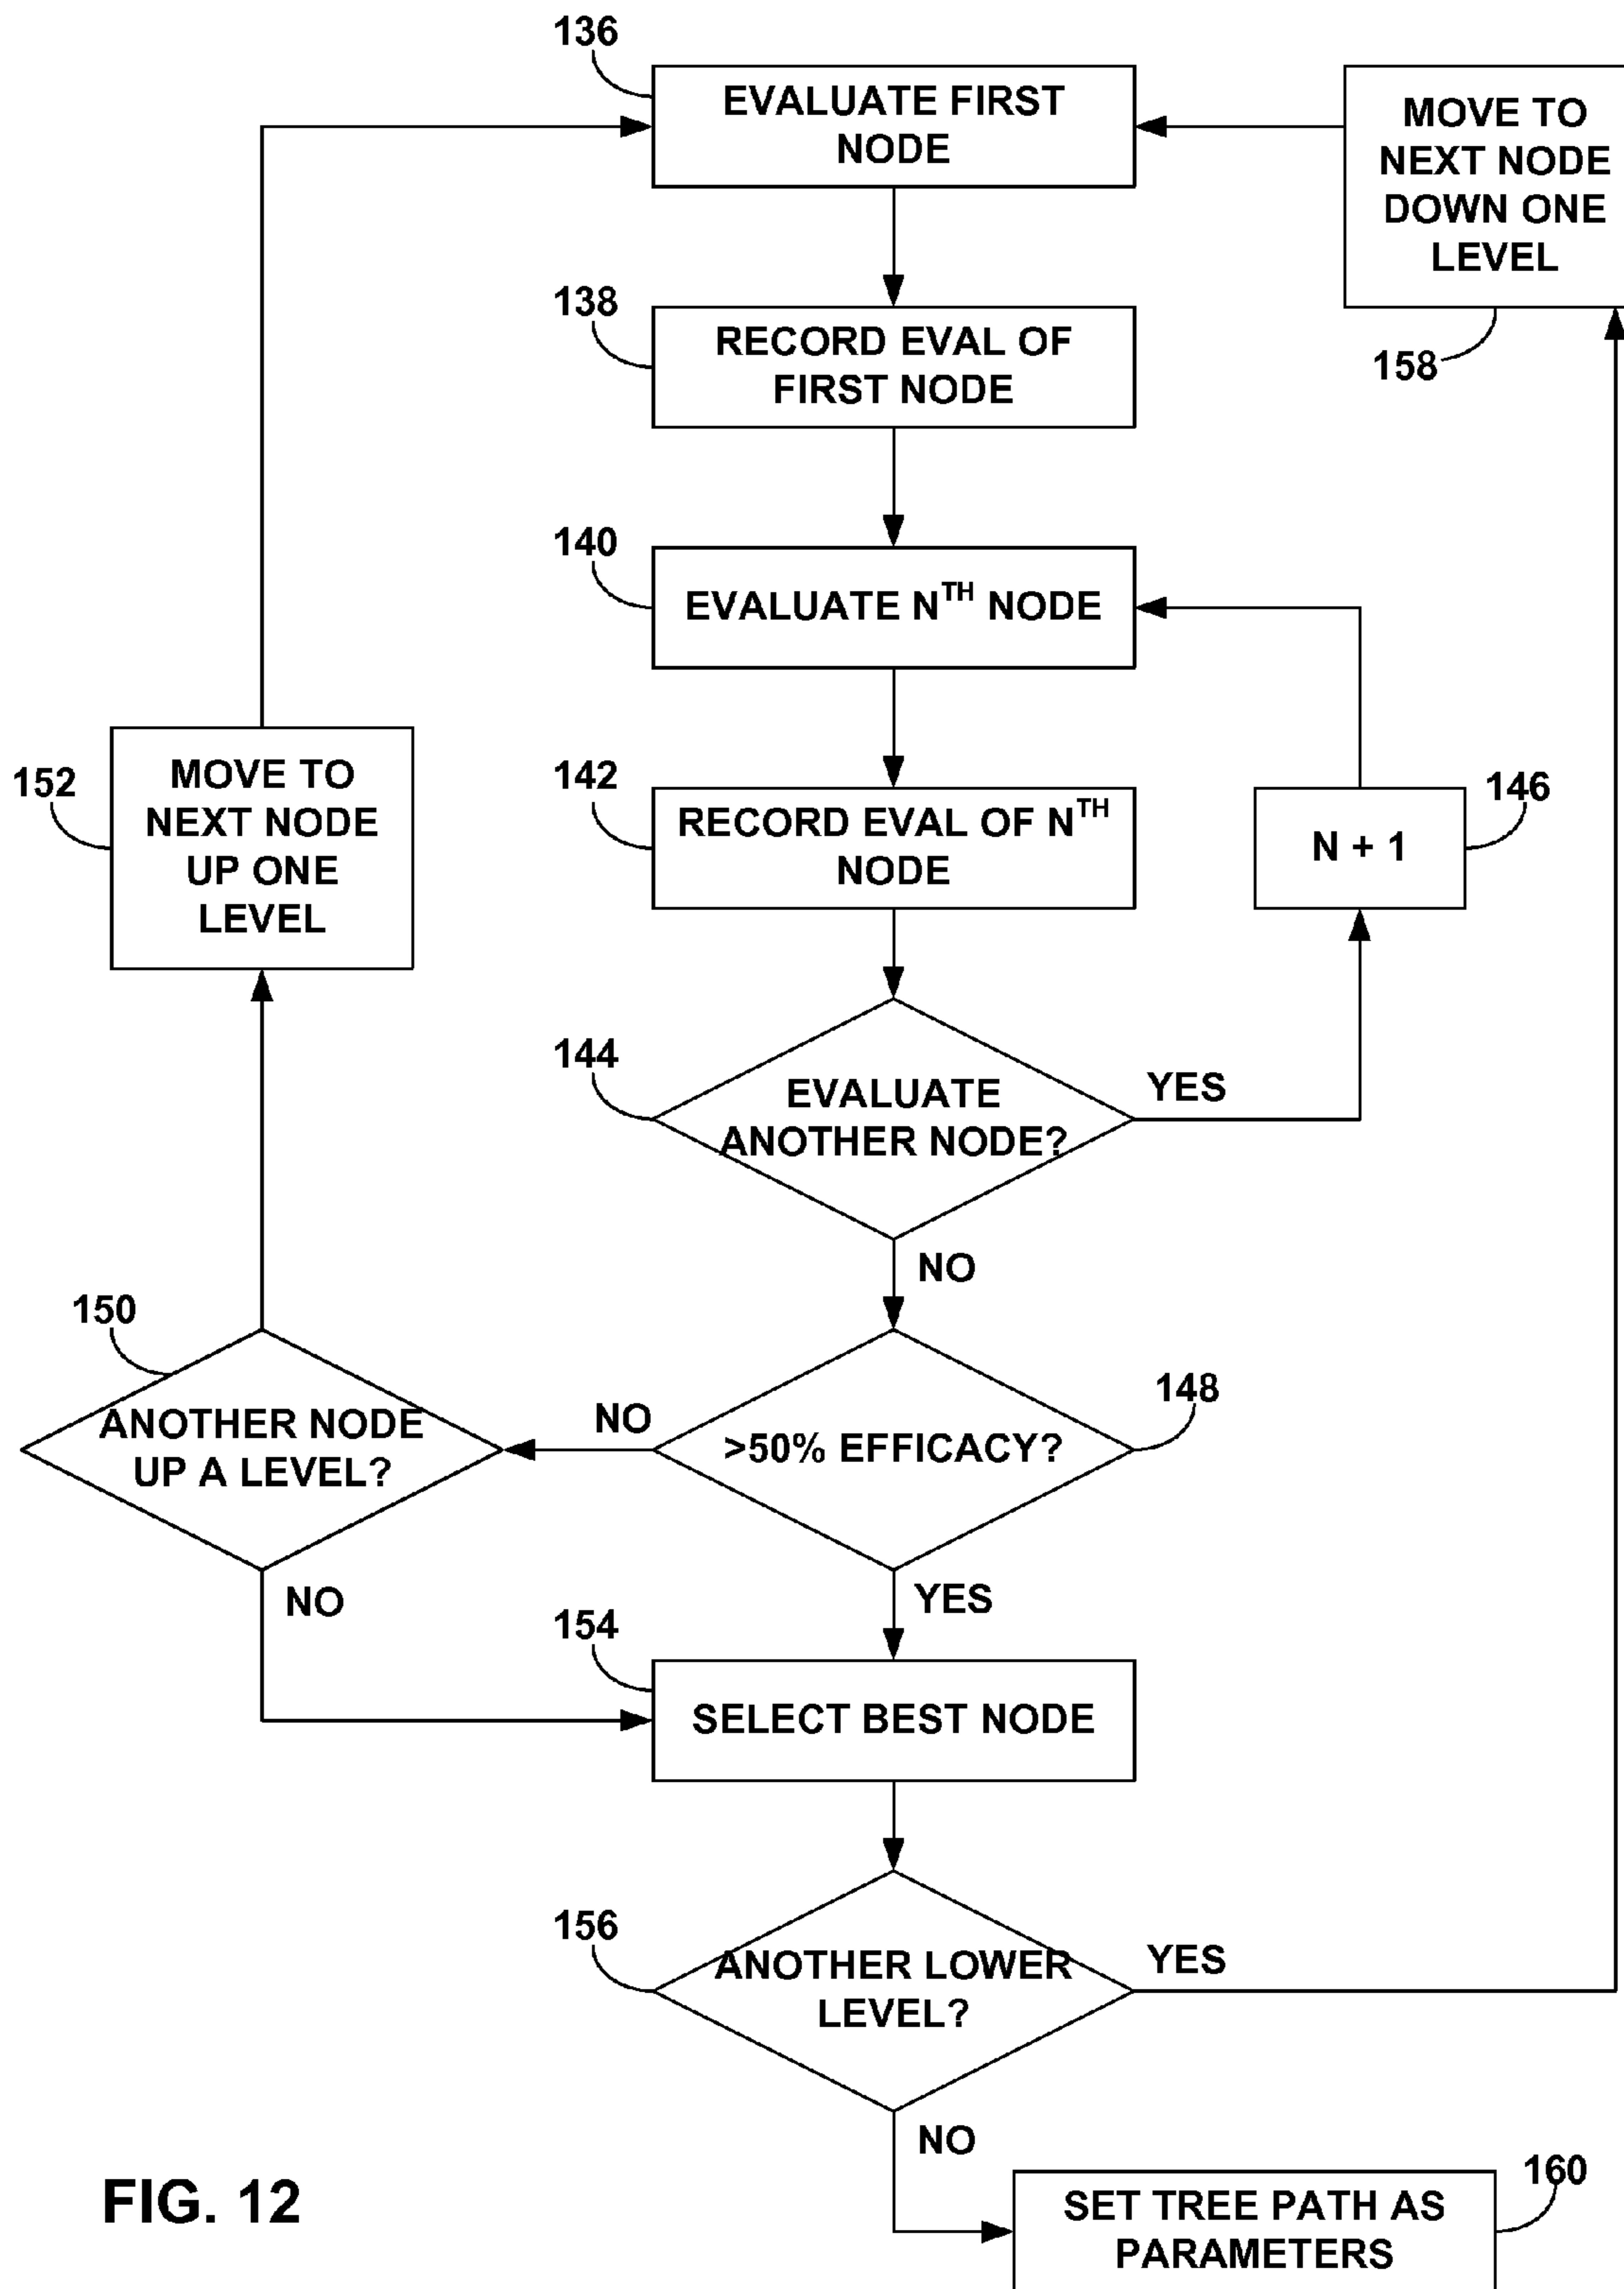 136
EVALUATE FIRST
NODE
MOVE TO
NEXT NODE
DOWN ONE
LEVEL
158
138
RECORD EVAL OF
FIRST NODE
140
EVALUATE NTH NODE
152
MOVE TO
NEXT NODE
UP ONE
LEVEL
142
RECORD EVAL OF NTH
NODE
146
N + 1
144
EVALUATE
ANOTHER NODE?
YES
NO
150
ANOTHER NODE
UP A LEVEL?
NO
148
>50% EFFICACY?
NO
YES
154
SELECT BEST NODE
156
ANOTHER LOWER
LEVEL?
YES
NO
160
SET TREE PATH AS
PARAMETERS
FIG. 12